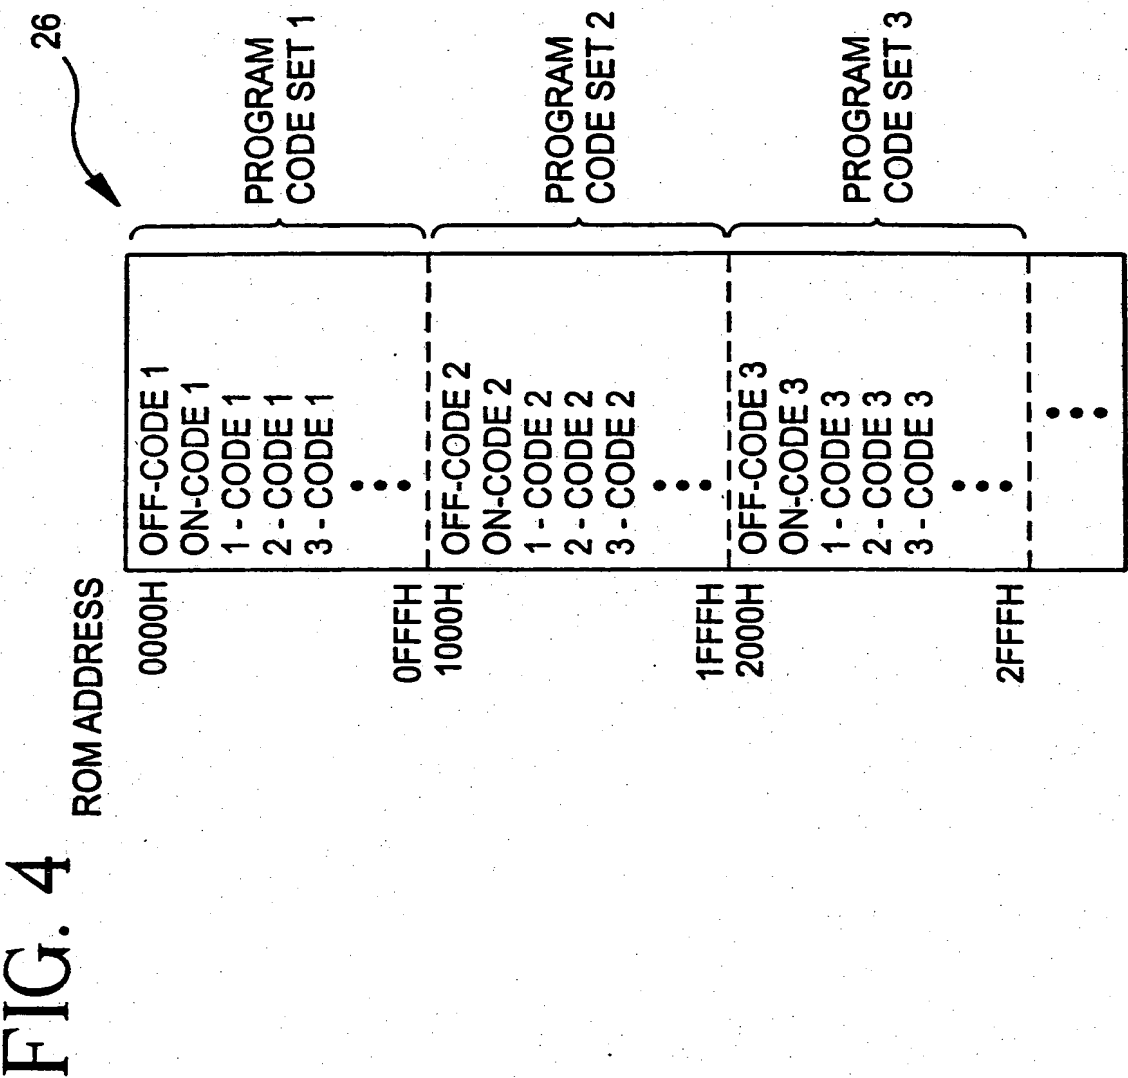 FIG. 4
26
ROM ADDRESS
0000H
OFF-CODE 1
ON-CODE 1
1 - CODE 1
2 - CODE 1
3 - CODE 1
PROGRAM
CODE SET 1
0FFFH
1000H
OFF-CODE 2
ON-CODE 2
1 - CODE 2
2 - CODE 2
3 - CODE 2
PROGRAM
CODE SET 2
1FFFH
2000H
OFF-CODE 3
ON-CODE 3
1 - CODE 3
2 - CODE 3
3 - CODE 3
PROGRAM
CODE SET 3
2FFFH